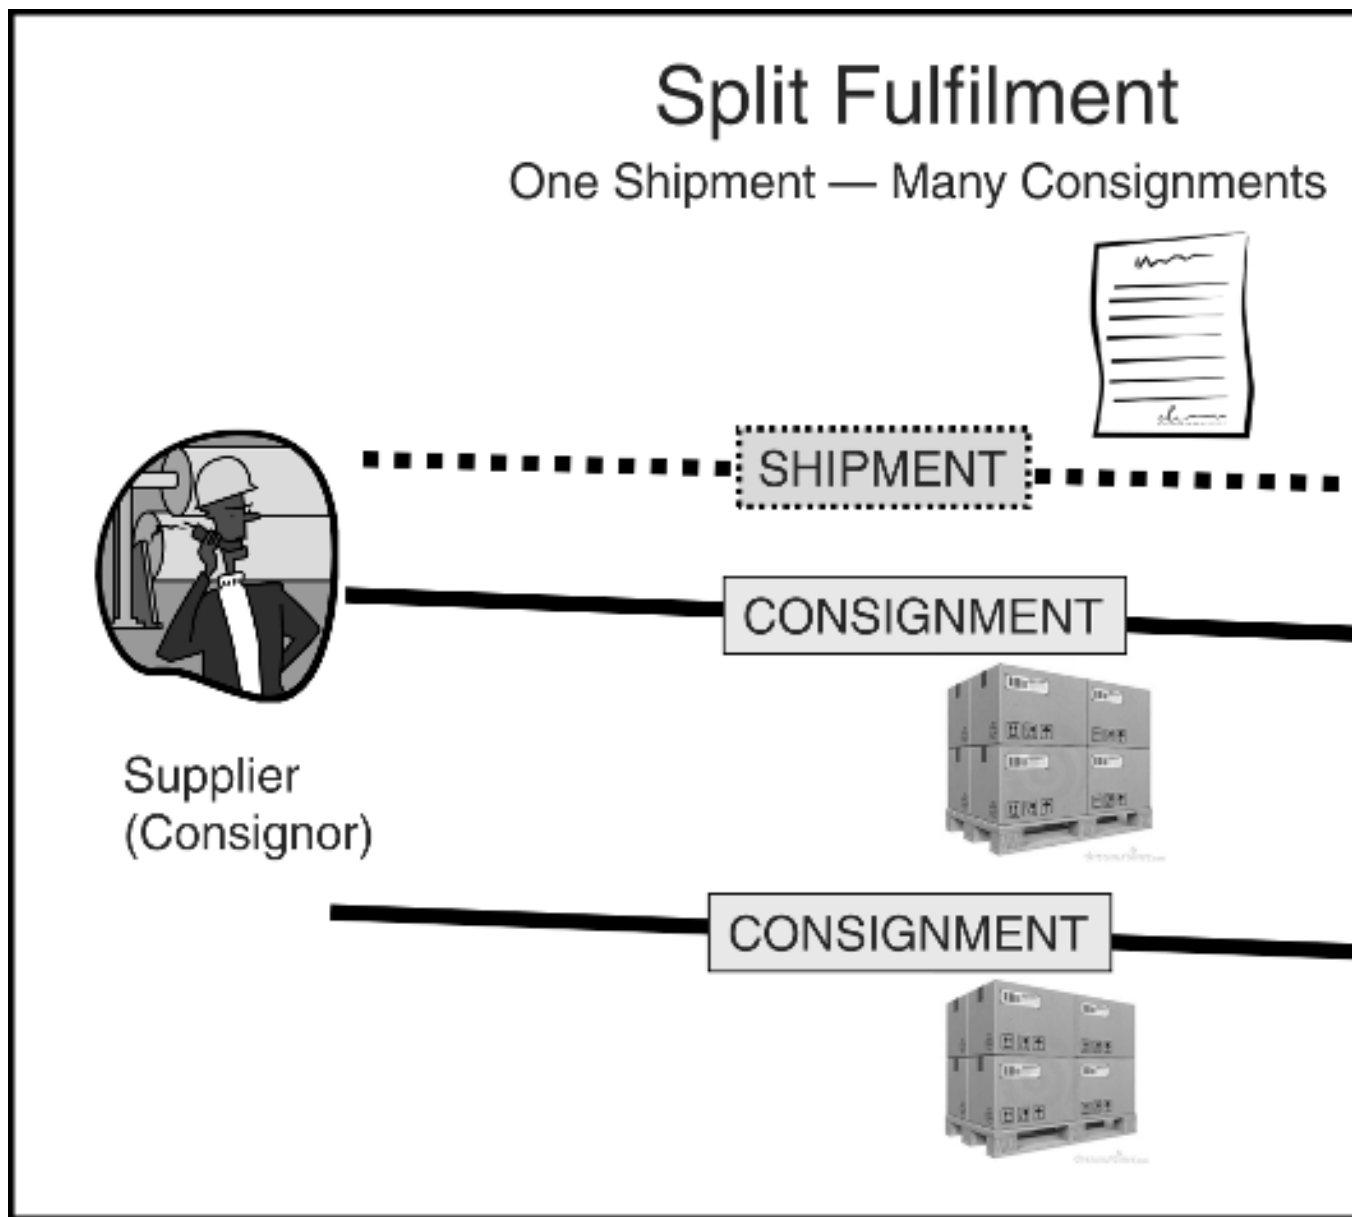 Split Fulfilment
One Shipment — Many Consignments
SHIPMENT
CONSIGNMENT
Supplier
(Consignor)
CONSIGNMENT